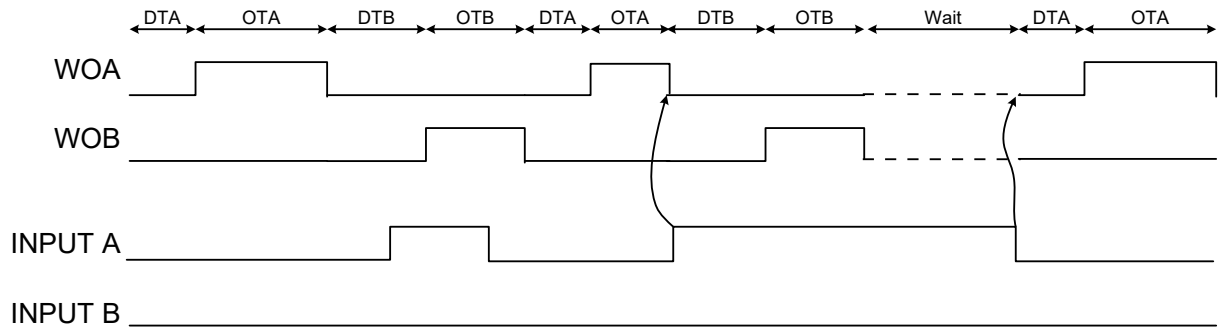 DTA OTA DTB OTB DTA OTA DTB OTB Wait DTA OTA
WOA
WOB
INPUT A
INPUT B